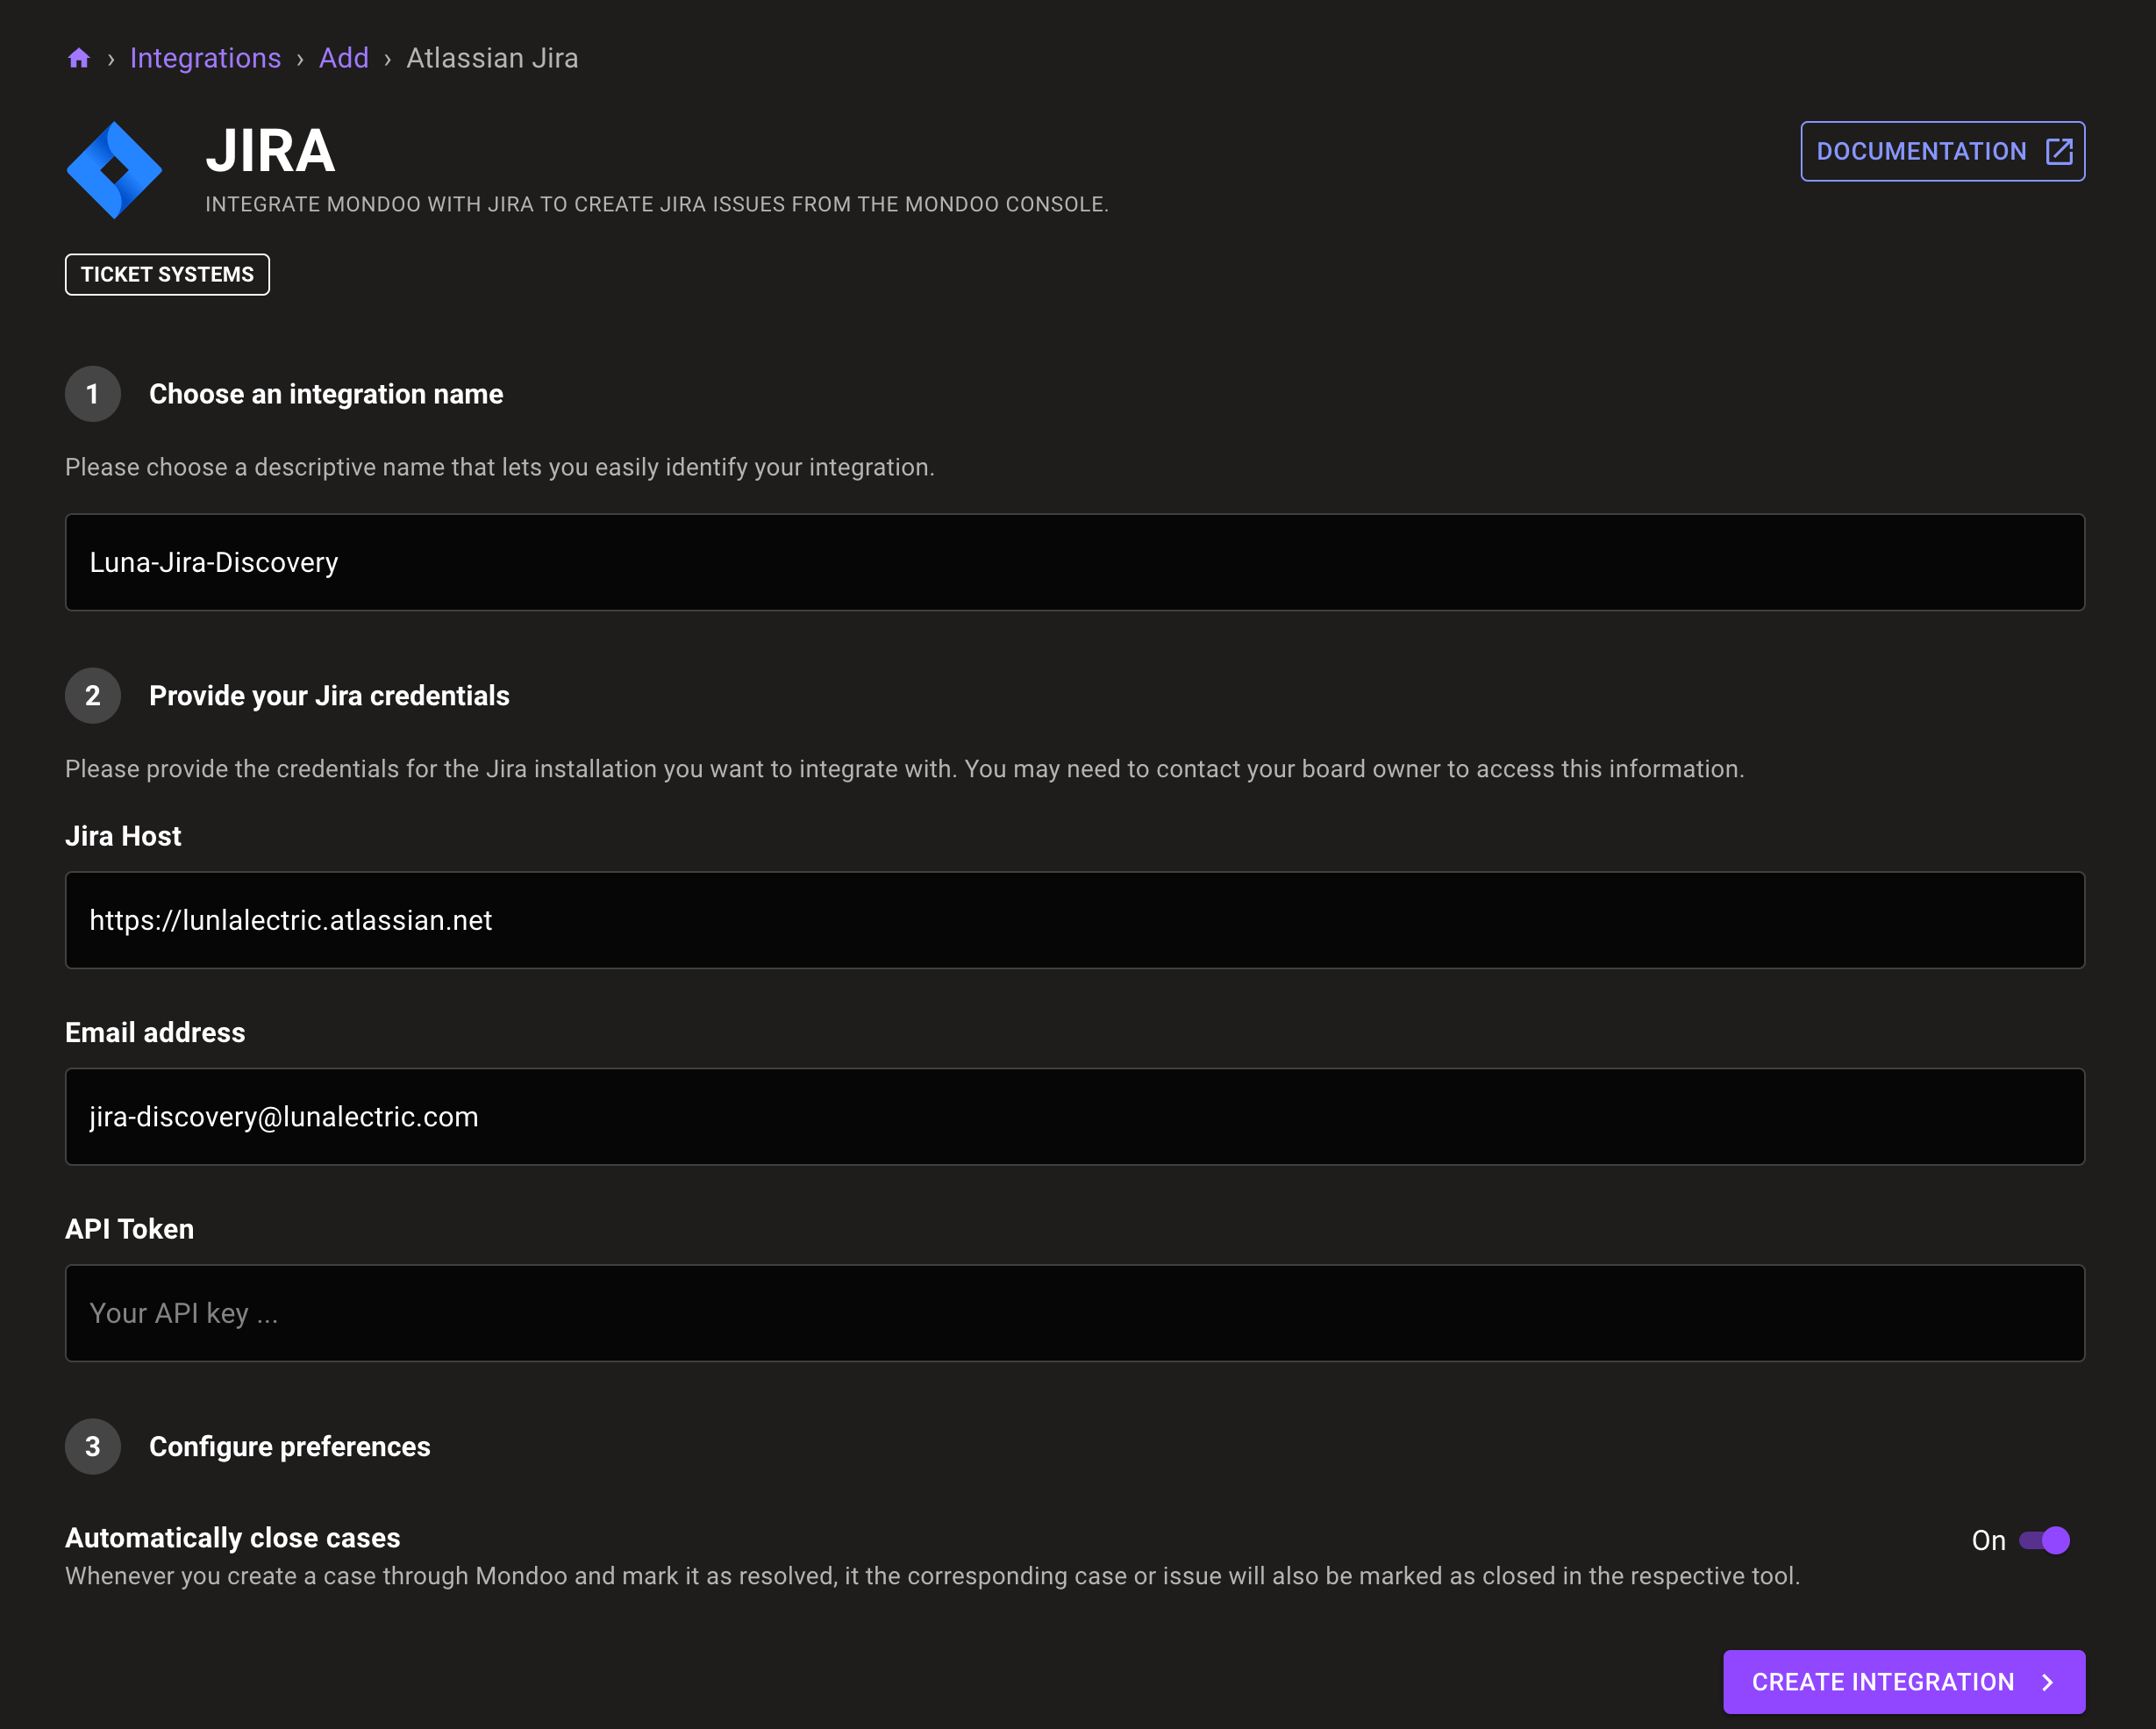 › Integrations › Add › Atlassian Jira
JIRA
INTEGRATE MONDOO WITH JIRA TO CREATE JIRA ISSUES FROM THE MONDOO CONSOLE.
DOCUMENTATION
TICKET SYSTEMS
1 Choose an integration name
Please choose a descriptive name that lets you easily identify your integration.
Luna-Jira-Discovery
2 Provide your Jira credentials
Please provide the credentials for the Jira installation you want to integrate with. You may need to contact your board owner to access this information.
Jira Host
https://lunlalectric.atlassian.net
Email address
jira-discovery@lunalectric.com
API Token
Your API key ...
3 Configure preferences
Automatically close cases
On
Whenever you create a case through Mondoo and mark it as resolved, it the corresponding case or issue will also be marked as closed in the respective tool.
CREATE INTEGRATION